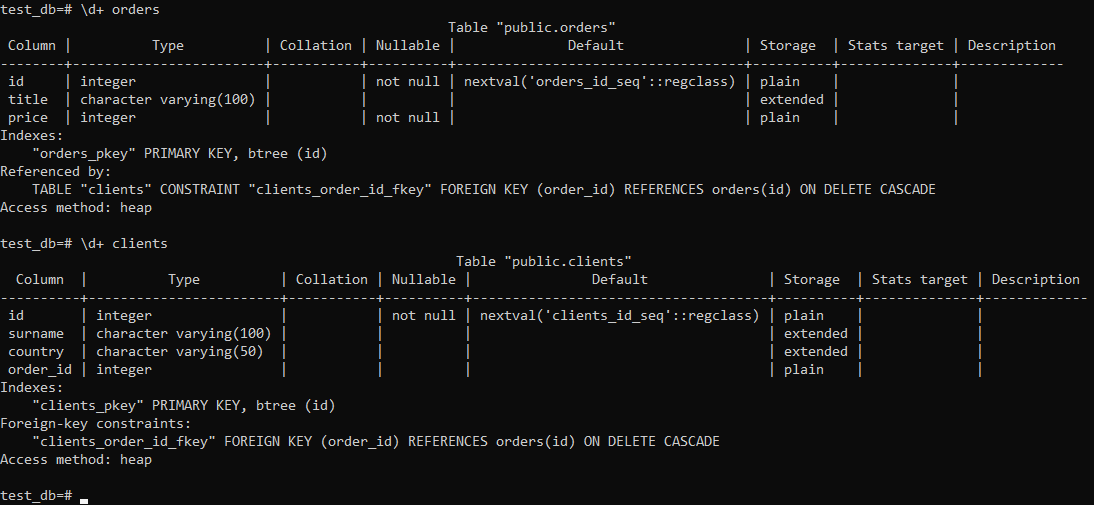 test_db=# \d+ orders
                                                        Table "public.orders"
 Column |          Type          | Collation | Nullable |              Default               | Storage  | Stats target | Description
--------+------------------------+-----------+----------+------------------------------------+----------+--------------+-------------
 id     | integer                |           | not null | nextval('orders_id_seq'::regclass) | plain    |              |
 title  | character varying(100) |           |          |                                    | extended |              |
 price  | integer                |           | not null |                                    | plain    |              |
Indexes:
    "orders_pkey" PRIMARY KEY, btree (id)
Referenced by:
    TABLE "clients" CONSTRAINT "clients_order_id_fkey" FOREIGN KEY (order_id) REFERENCES orders(id) ON DELETE CASCADE
Access method: heap

test_db=# \d+ clients
                                                         Table "public.clients"
  Column  |          Type          | Collation | Nullable |               Default               | Storage  | Stats target | Description
----------+------------------------+-----------+----------+-------------------------------------+----------+--------------+-------------
 id       | integer                |           | not null | nextval('clients_id_seq'::regclass) | plain    |              |
 surname  | character varying(100) |           |          |                                     | extended |              |
 country  | character varying(50)  |           |          |                                     | extended |              |
 order_id | integer                |           |          |                                     | plain    |              |
Indexes:
    "clients_pkey" PRIMARY KEY, btree (id)
Foreign-key constraints:
    "clients_order_id_fkey" FOREIGN KEY (order_id) REFERENCES orders(id) ON DELETE CASCADE
Access method: heap

test_db=#